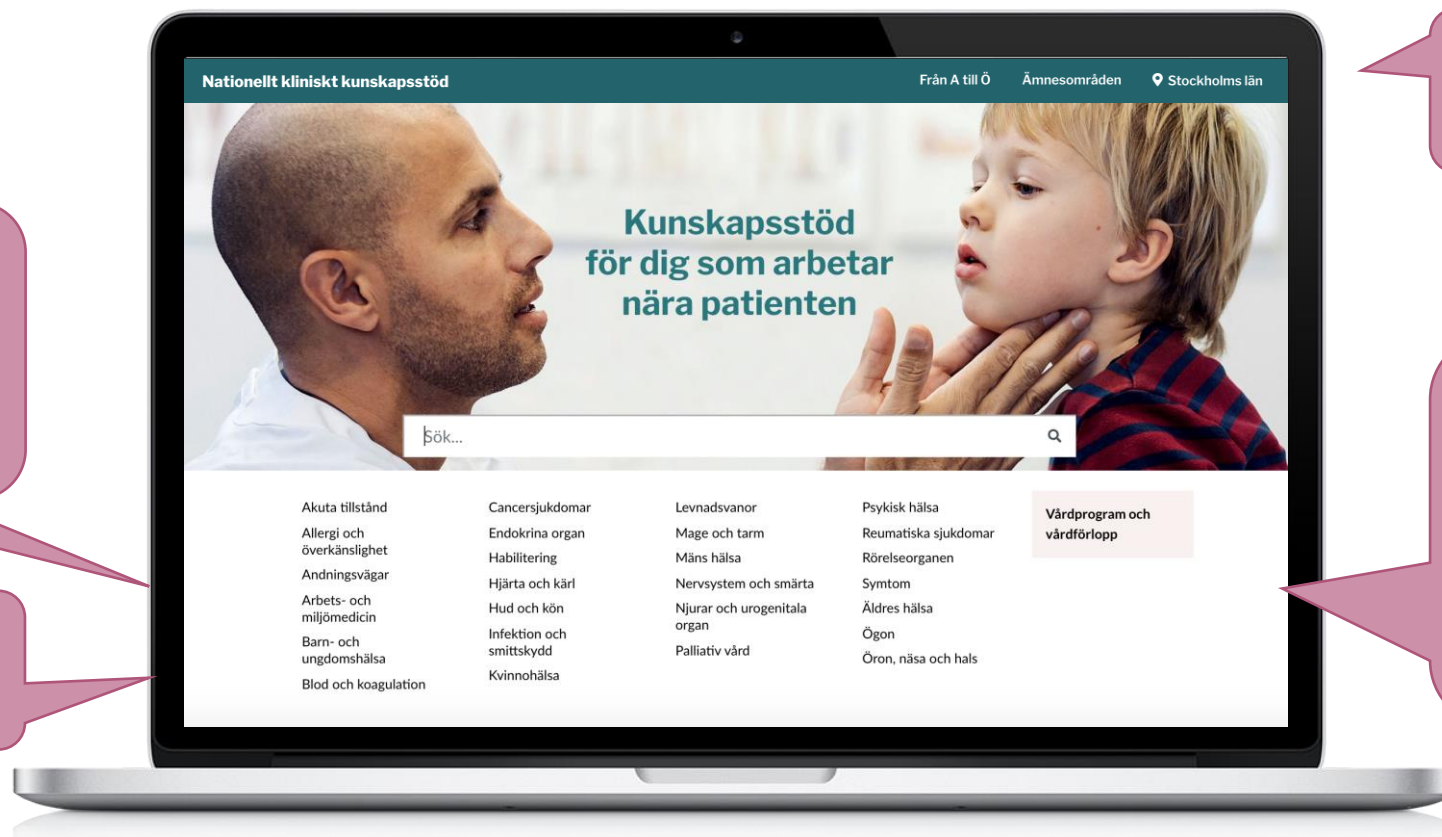 Nationellt kliniskt kunskapsstöd
Från A till Ö
Ämnesområden
Stockholms län
Kunskapsstöd
för dig som arbetar
nära patienten
Sök...
Akuta tillstånd
Allergi och
överkänslighet
Andningsvägar
Arbets- och
miljömedicin
Barn- och
ungdomshälsa
Blod och koagulation
Cancersjukdomar
Endokrina organ
Habilitering
Hjärta och kärl
Hud och kön
Infektion och
smittskydd
Kvinnohälsa
Levnadsvanor
Mage och tarm
Mäns hälsa
Nervsystem och smärta
Njurar och urogenitala
organ
Palliativ vård
Psykisk hälsa
Reumatiska sjukdomar
Rörelseorganen
Symtom
Äldres hälsa
Ögon
Öron, näsa och hals
Vårdprogram och
vårdförlopp